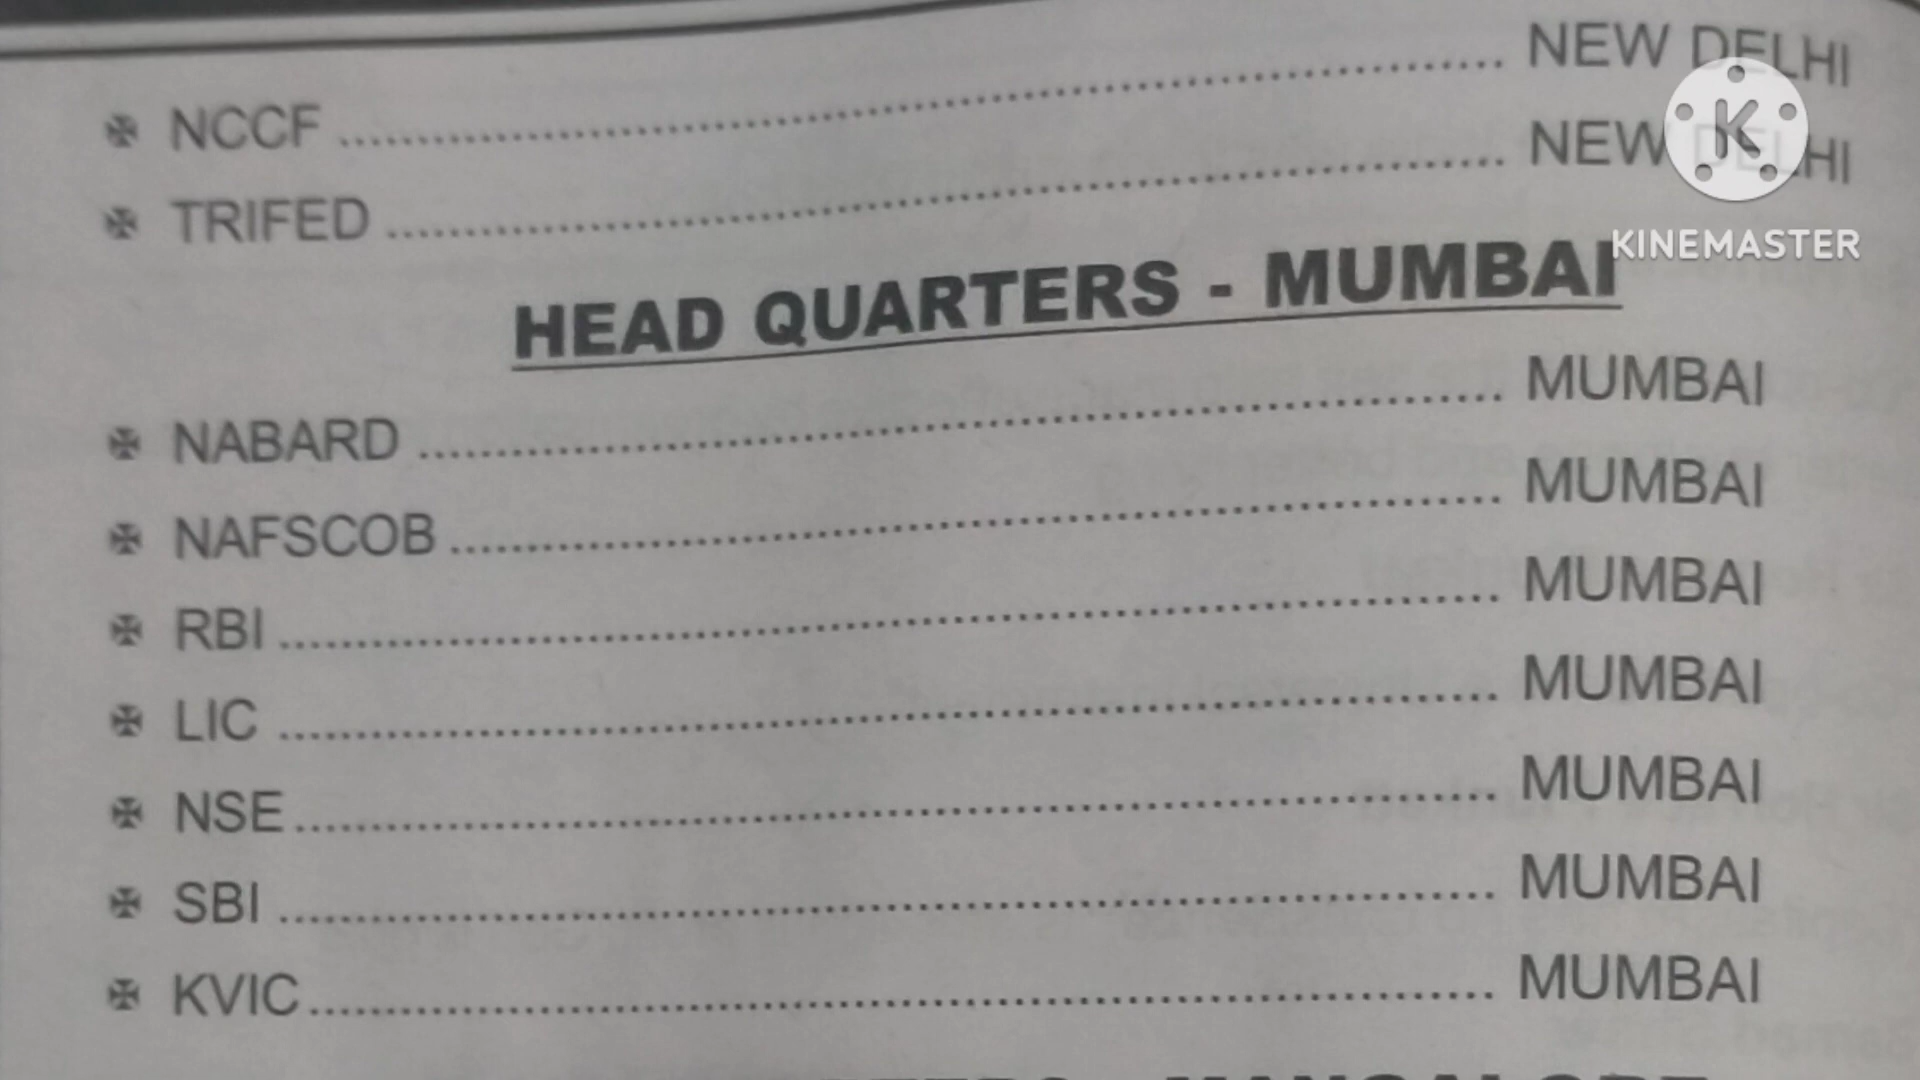 NCCF ........................ NEW DELHI
TRIFED ........................ NEW DELHI
KINEMASTER
HEAD QUARTERS - MUMBAI
NABARD ........................ MUMBAI
NAFSCOB ........................ MUMBAI
RBI ........................ MUMBAI
LIC ........................ MUMBAI
NSE ........................ MUMBAI
SBI ........................ MUMBAI
KVIC ........................ MUMBAI